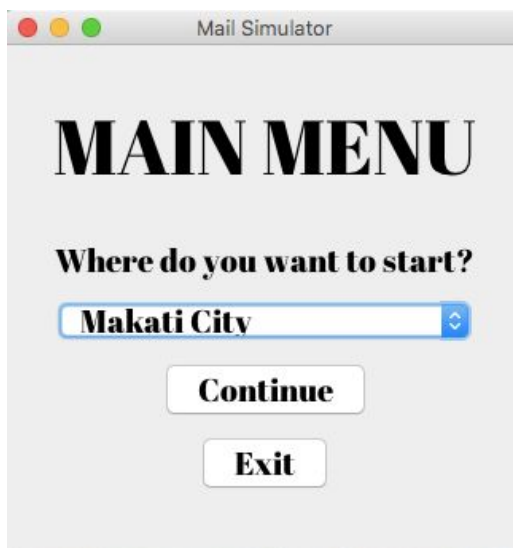 Mail Simulator
MAIN MENU
Where do you want to start?
Makati City
Continue
Exit